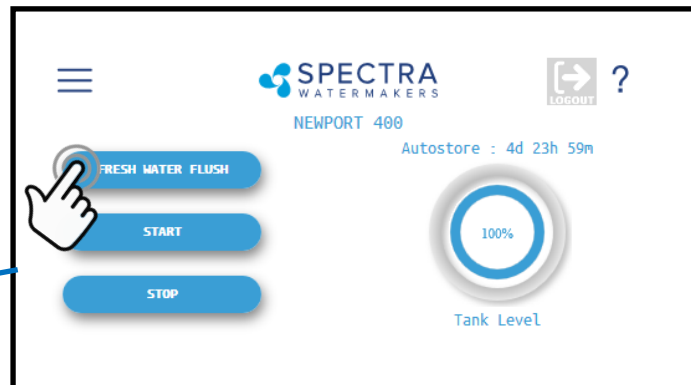 SPECTRA
WATERMAKERS
LOGOUT
?
NEWPORT 400
Autostore : 4d 23h 59m
FRESH WATER FLUSH
START
100%
STOP
Tank Level